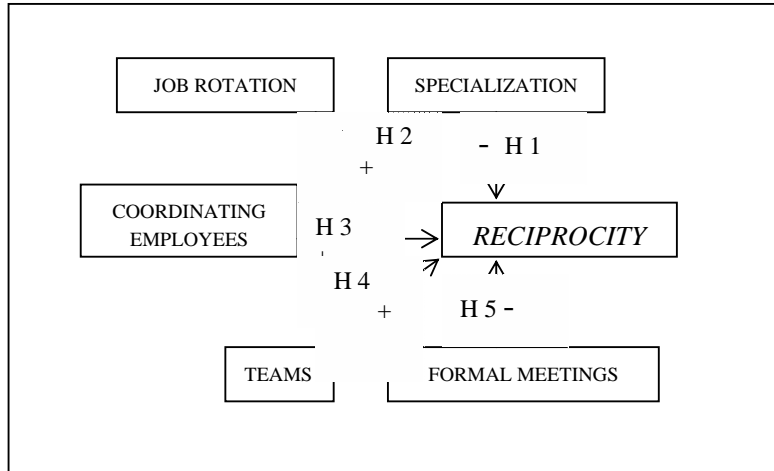 JOB ROTATION
SPECIALIZATION
H 2
- H 1
+
COORDINATING
EMPLOYEES
H 3
RECIPROCITY
H 4
+
H 5 -
TEAMS
FORMAL MEETINGS